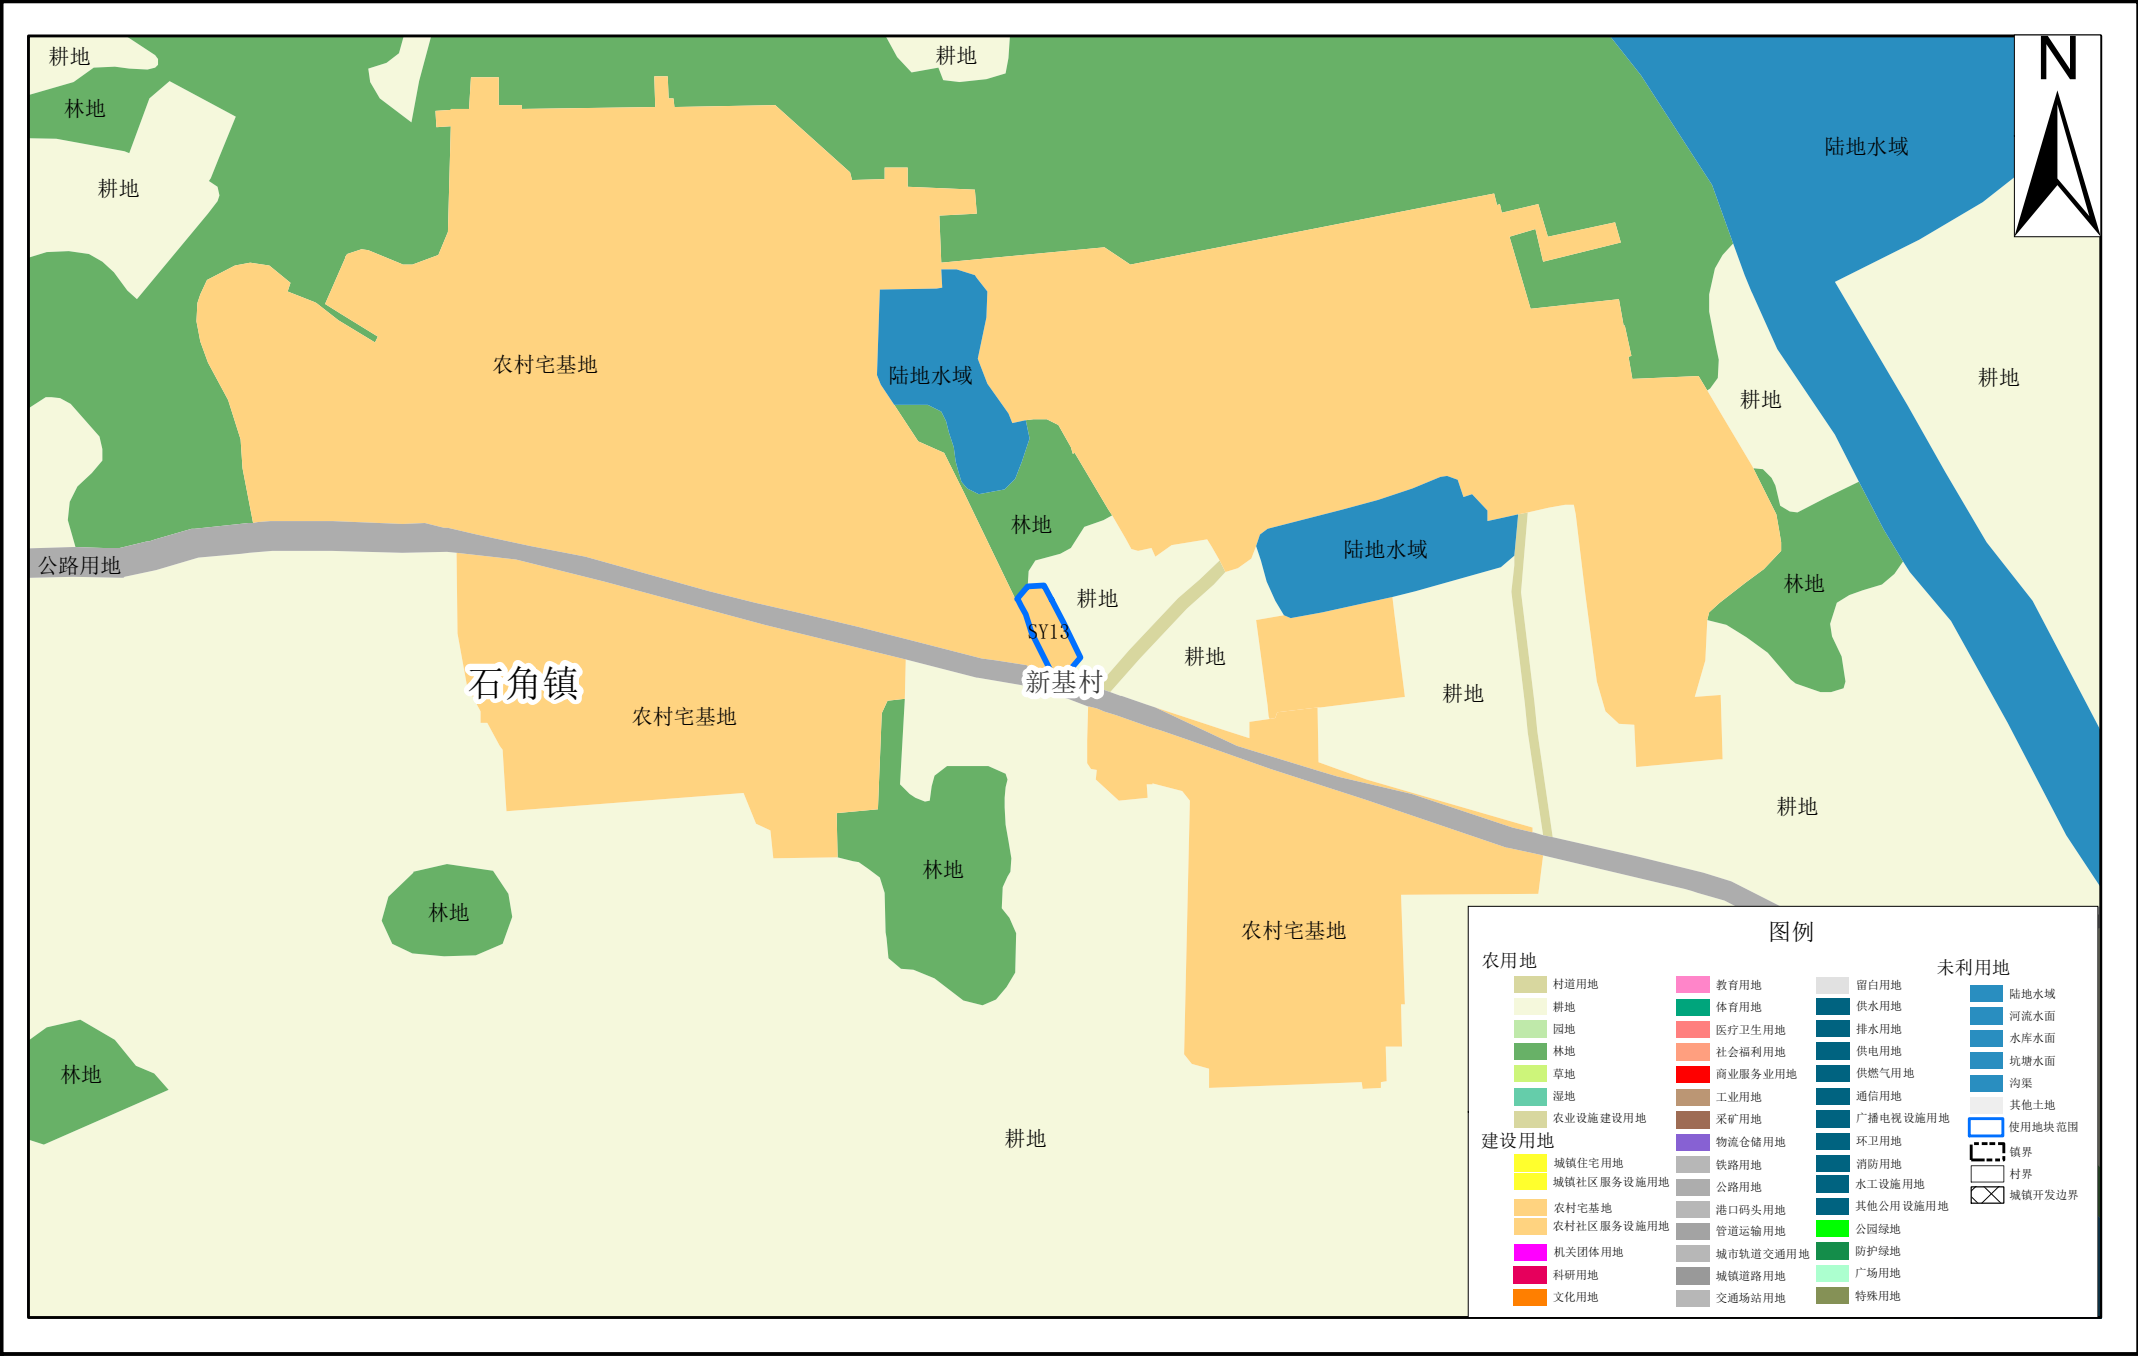 耕地
耕地
N
林地
陆地水域
耕地
农村宅基地
陆地水域
耕地
耕地
林地
陆地水域
公路用地
林地
耕地
SY13
耕地
石角镇
新基村
耕地
农村宅基地
耕地
林地
林地
农村宅基地
林地
耕地
图例
农用地
村道用地
耕地
园地
林地
草地
湿地
农业设施建设用地
建设用地
城镇住宅用地
城镇社区服务设施用地
农村宅基地
农村社区服务设施用地
机关团体用地
科研用地
文化用地
教育用地
体育用地
医疗卫生用地
社会福利用地
商业服务业用地
工业用地
采矿用地
物流仓储用地
铁路用地
公路用地
港口码头用地
管道运输用地
城市轨道交通用地
城镇道路用地
交通场站用地
留白用地
供水用地
排水用地
供电用地
供燃气用地
通信用地
广播电视设施用地
环卫用地
消防用地
水工设施用地
其他公用设施用地
公园绿地
防护绿地
广场用地
特殊用地
未利用地
陆地水域
河流水面
水库水面
坑塘水面
沟渠
其他土地
使用地块范围
镇界
村界
城镇开发边界